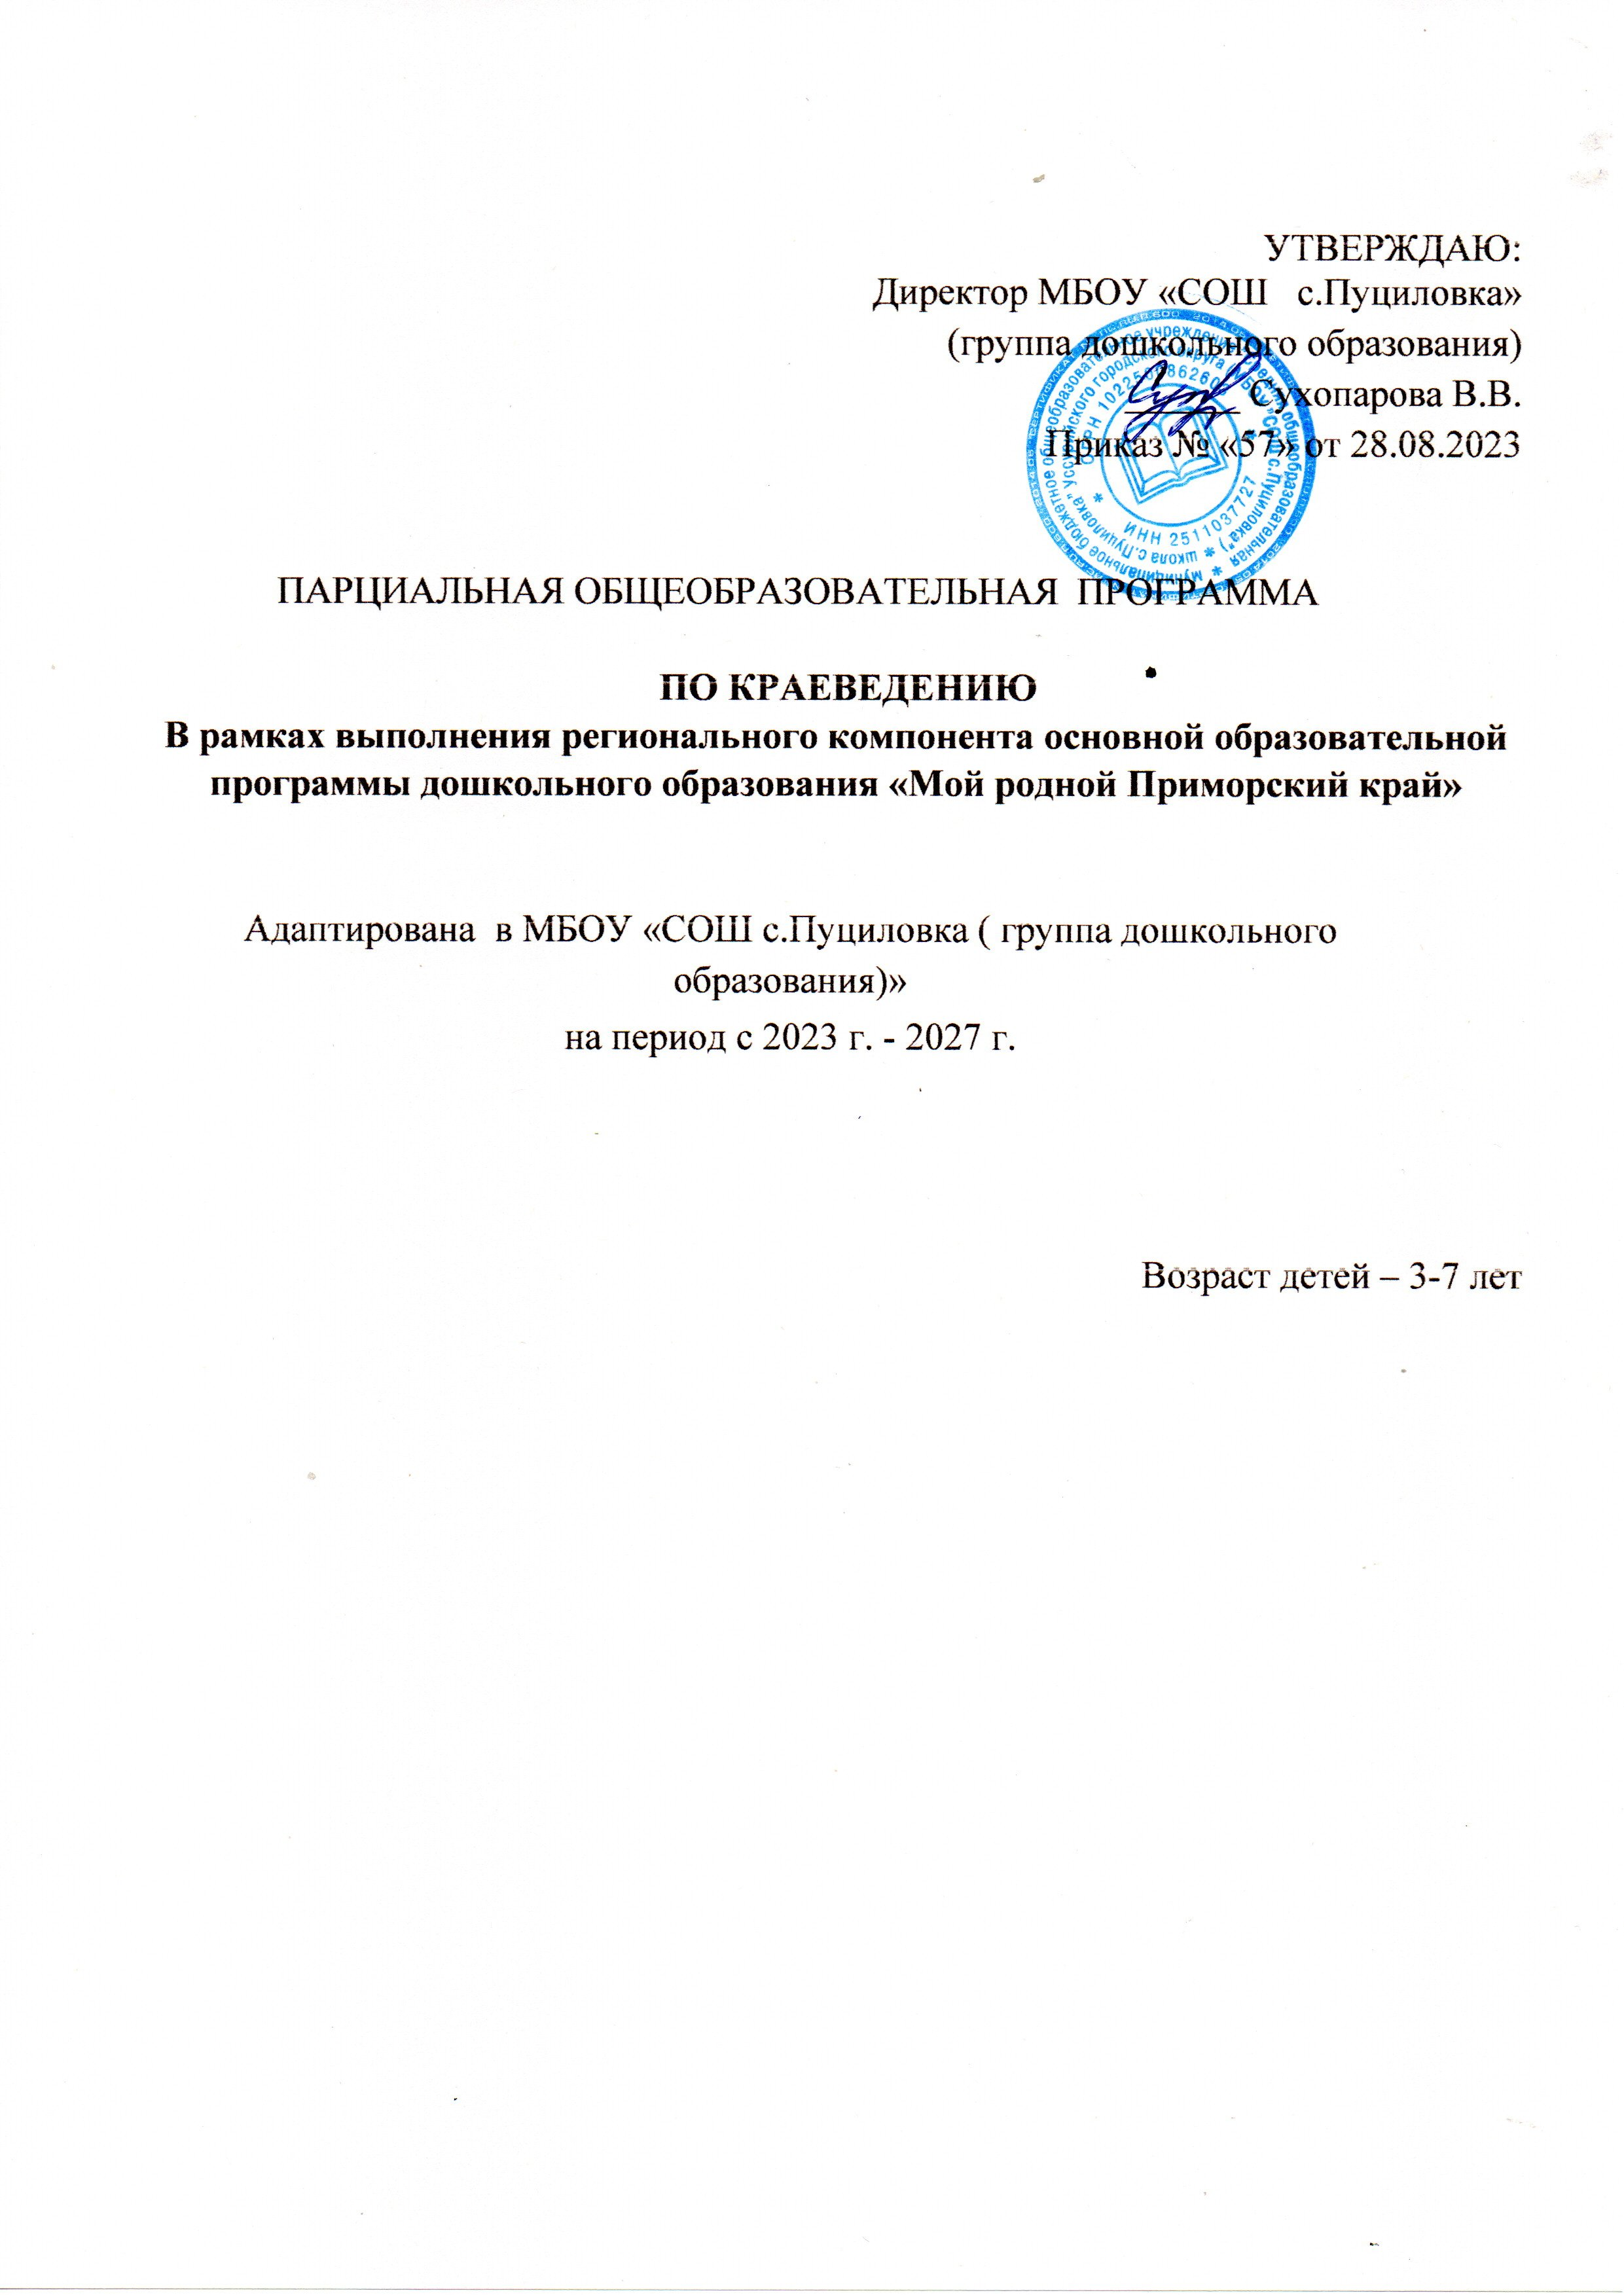 УТВЕРЖДАЮ:
Директор МБОУ «СОШ с.Пуциловка»
(группа дошкольного образования)
Сухопарова В.В.
Приказ № «57» от 28.08.2023
ИНН 2511037727
ПАРЦИАЛЬНАЯ ОБЩЕОБРАЗОВАТЕЛЬНАЯ ПРОГРАММА
ПО КРАЕВЕДЕНИЮ
В рамках выполнения регионального компонента основной образовательной
программы дошкольного образования «Мой родной Приморский край»
Адаптирована в МБОУ «СОШ с.Пуциловка ( группа дошкольного
образования)»
на период с 2023 г. - 2027 г.
Возраст детей – 3-7 лет